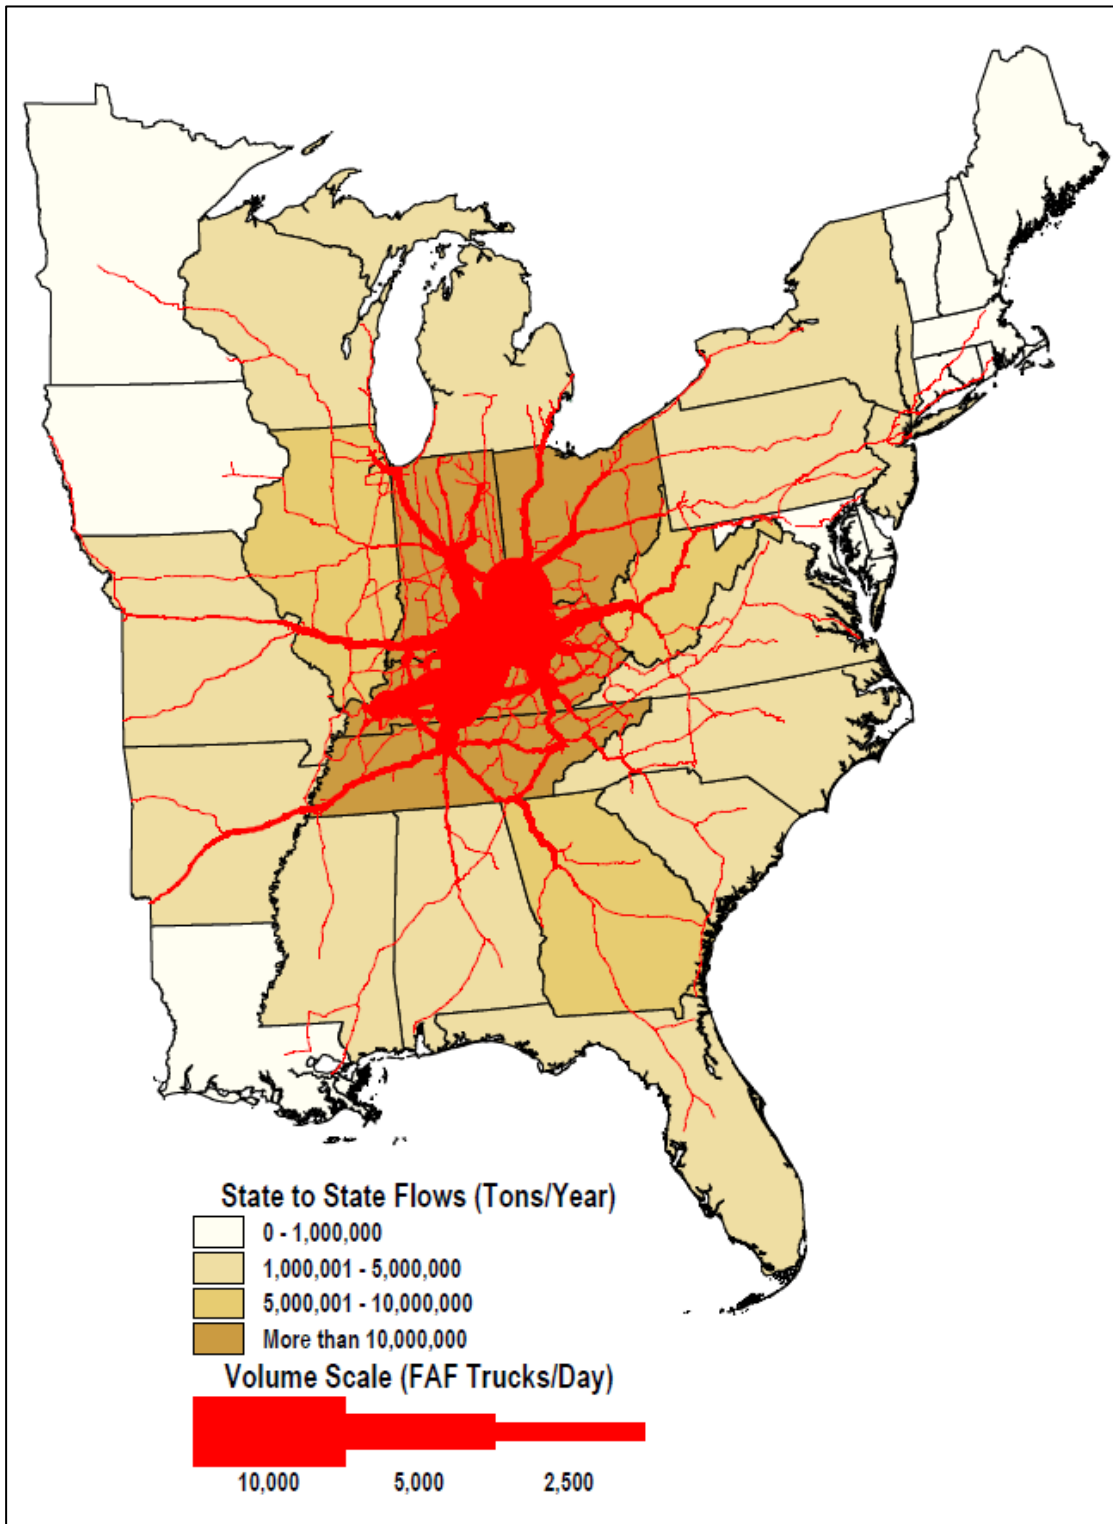 State to State Flows (Tons/Year)
0 - 1,000,000
1,000,001 - 5,000,000
5,000,001 - 10,000,000
More than 10,000,000
Volume Scale (FAF Trucks/Day)
10,000 5,000 2,500